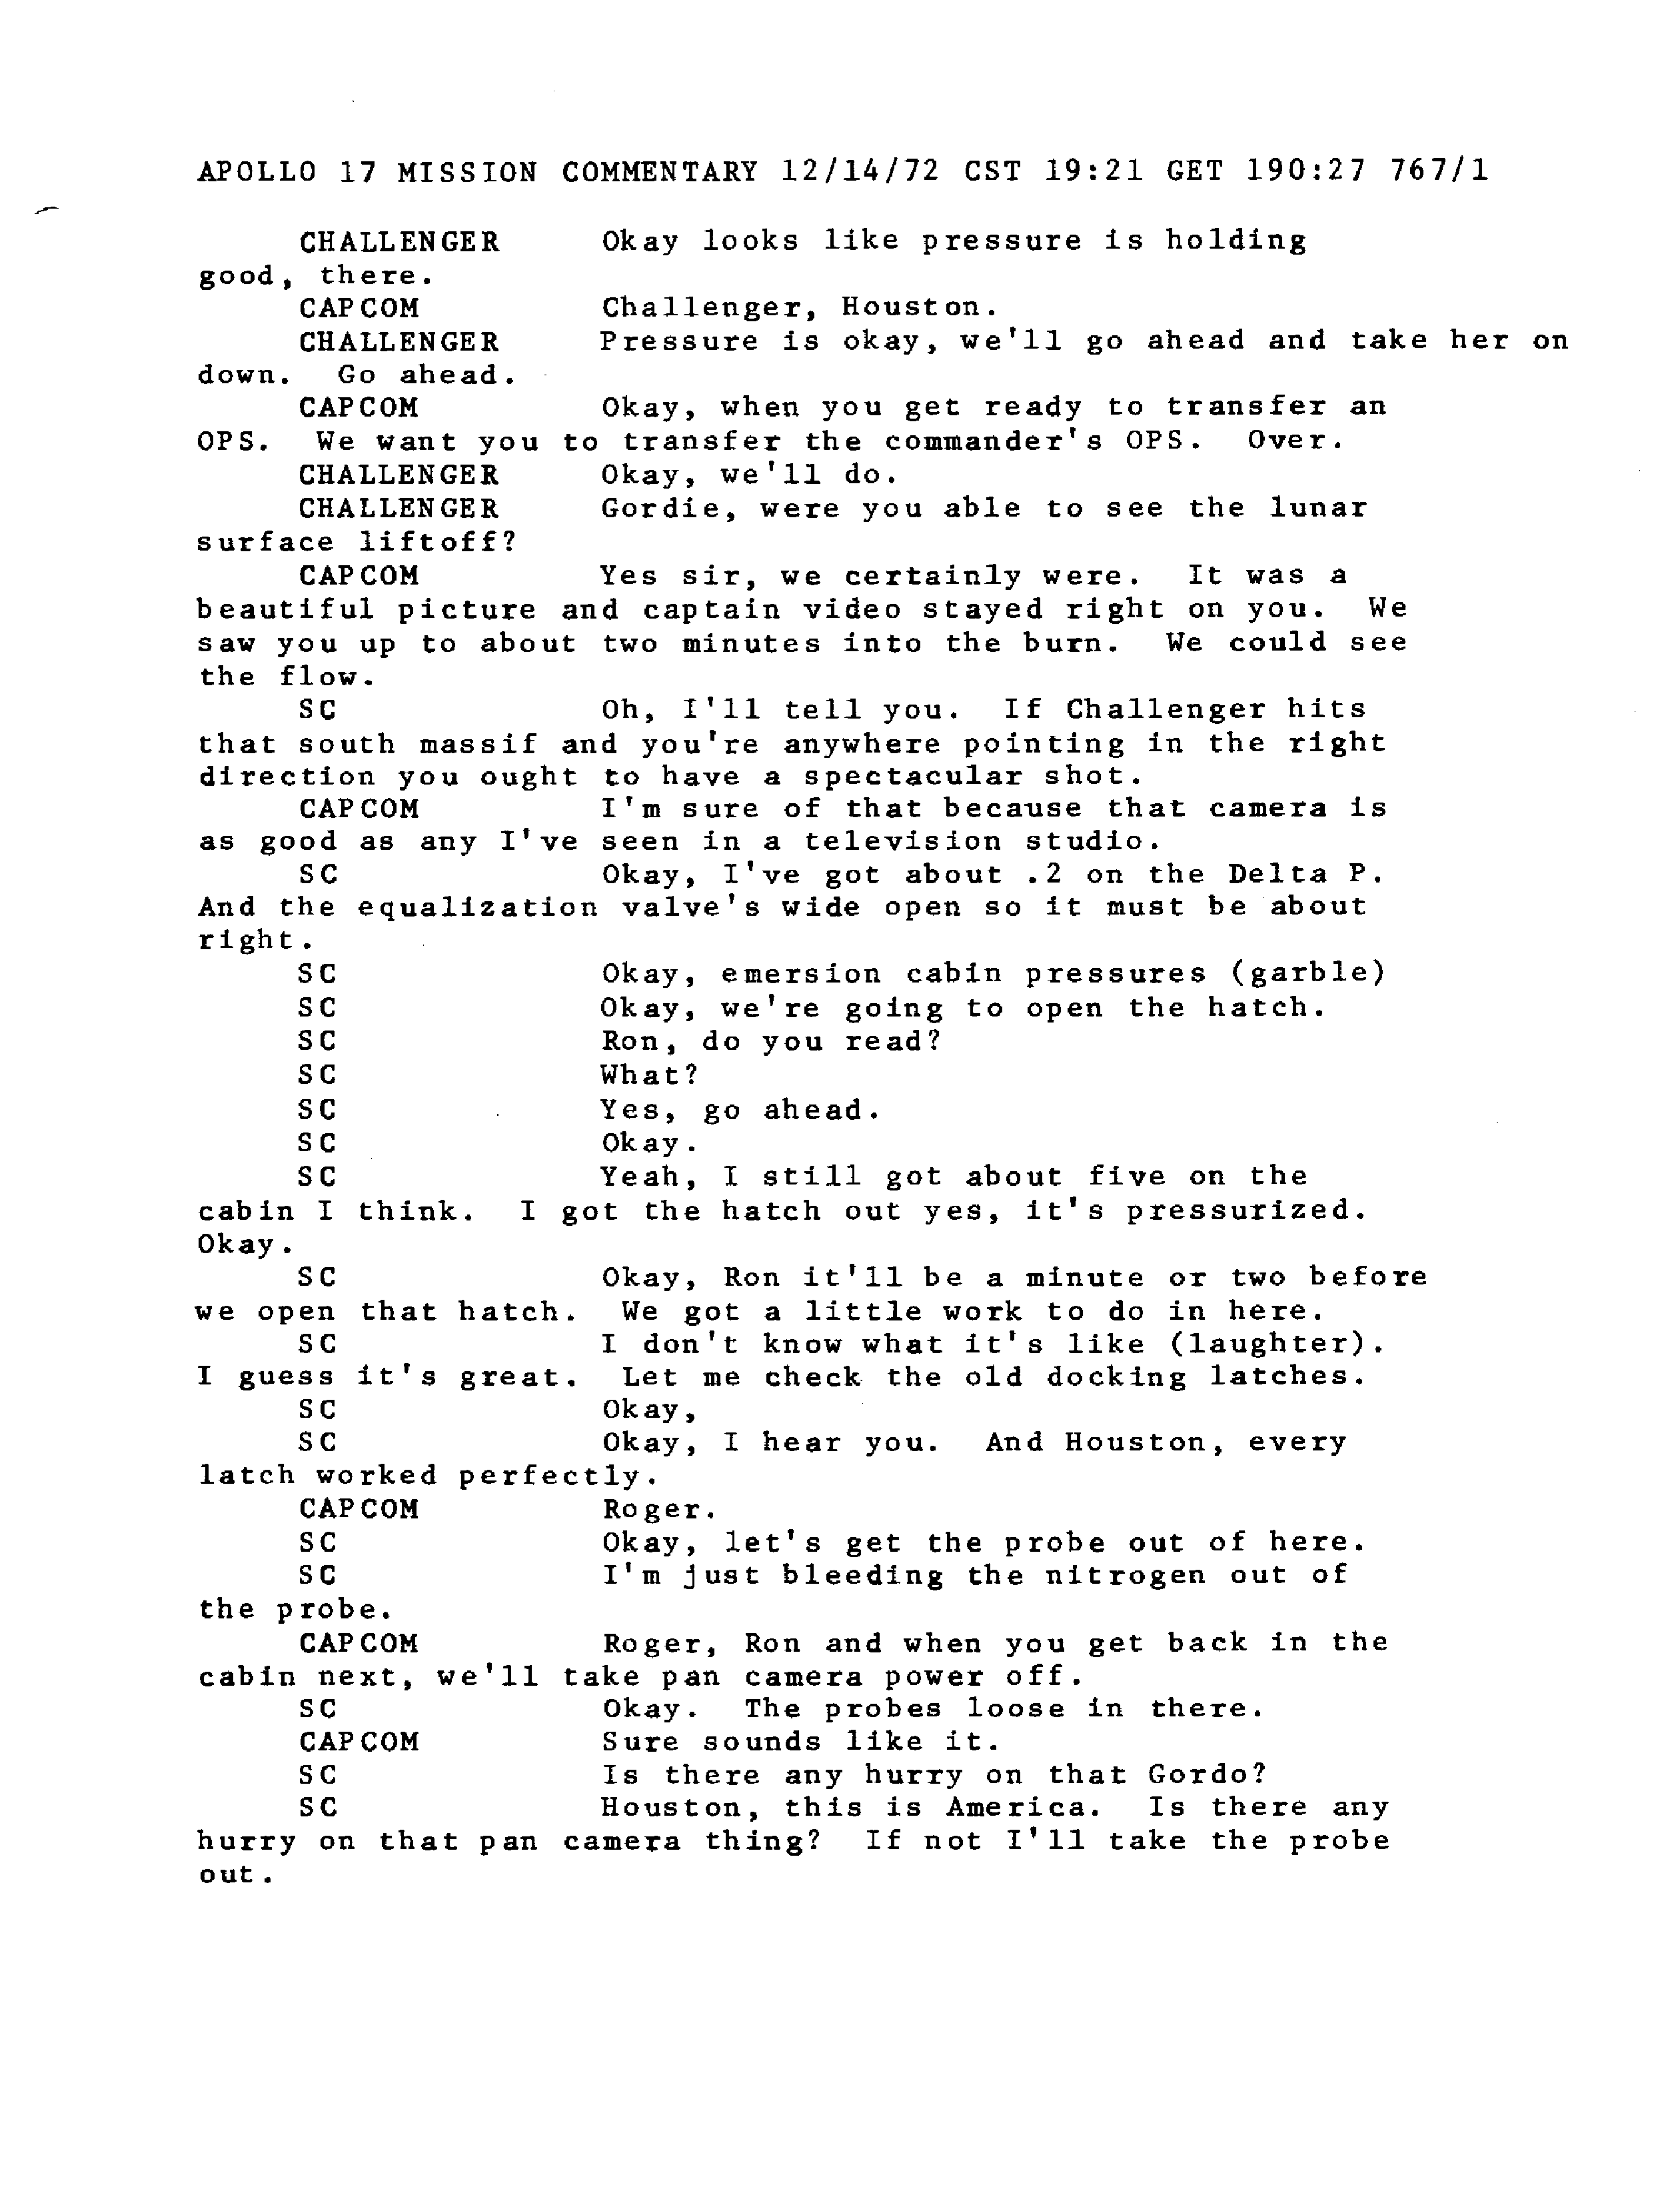 APOLLO 17 MISSION COMMENTARY 12/14/72 CST 19:21 GET 190:27 767/1
CHALLENGER Okay looks like pressure is holding
good, there.
CAPCOM Challenger, Houston.
CHALLENGER Pressure is okay, we'll go ahead and take her on
down. Go ahead.
CAPCOM Okay, when you get ready to transfer an
OPS. We want you to transfer the commander's OPS. Over.
CHALLENGER Okay, we'll do.
CHALLENGER Gordie, were you able to see the lunar
surface liftoff?
CAPCOM Yes sir, we certainly were. It was a
beautiful picture and captain video stayed right on you. We
saw you up to about two minutes into the burn. We could see
the flow.
SC Oh, I'll tell you. If Challenger hits
that south massif and you're anywhere pointing in the right
direction you ought to have a spectacular shot.
CAPCOM I'm sure of that because that camera is
as good as any I've seen in a television studio.
SC Okay, I've got about .2 on the Delta P.
And the equalization valve's wide open so it must be about
right.
SC Okay, emersion cabin pressures (garble)
SC Okay, we're going to open the hatch.
SC Ron, do you read?
SC What?
SC Yes, go ahead.
SC Okay.
SC Yeah, I still got about five on the
cabin I think. I got the hatch out yes, it's pressurized.
Okay.
SC Okay, Ron it'll be a minute or two before
we open that hatch. We got a little work to do in here.
SC I don't know what it's like (laughter).
I guess it's great. Let me check the old docking latches.
SC Okay,
SC Okay, I hear you. And Houston, every
latch worked perfectly.
CAPCOM Roger.
SC Okay, let's get the probe out of here.
SC I'm just bleeding the nitrogen out of
the probe.
CAPCOM Roger, Ron and when you get back in the
cabin next, we'll take pan camera power off.
SC Okay. The probes loose in there.
CAPCOM Sure sounds like it.
SC Is there any hurry on that Gordo?
SC Houston, this is America. Is there any
hurry on that pan camera thing? If not I'll take the probe
out.